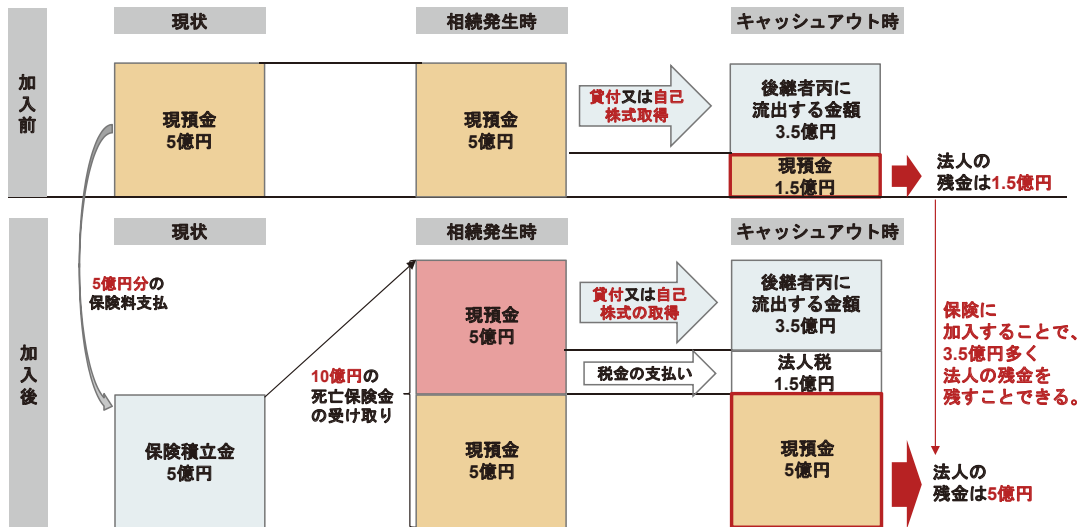 現状
相続発生時
キャッシュアウト時
加
入
前
現預金
5億円
現預金
5億円
貸付又は自己
株式取得
後継者丙に
流出する金額
3.5億円
現預金
1.5億円
法人の
残金は1.5億円
現状
相続発生時
キャッシュアウト時
5億円分の
保険料支払
加
入
後
保険積立金
5億円
10億円の
死亡保険金
の受け取り
現預金
5億円
現預金
5億円
貸付又は自己
株式の取得
税金の支払い
後継者丙に
流出する金額
3.5億円
法人税
1.5億円
現預金
5億円
保険に
加入することで、
3.5億円多く
法人の残金を
残すことできる。
法人の
残金は5億円